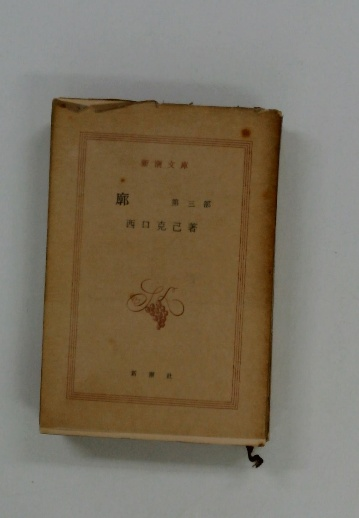 新潮文庫
廓 第三部
西口克己著
新潮社